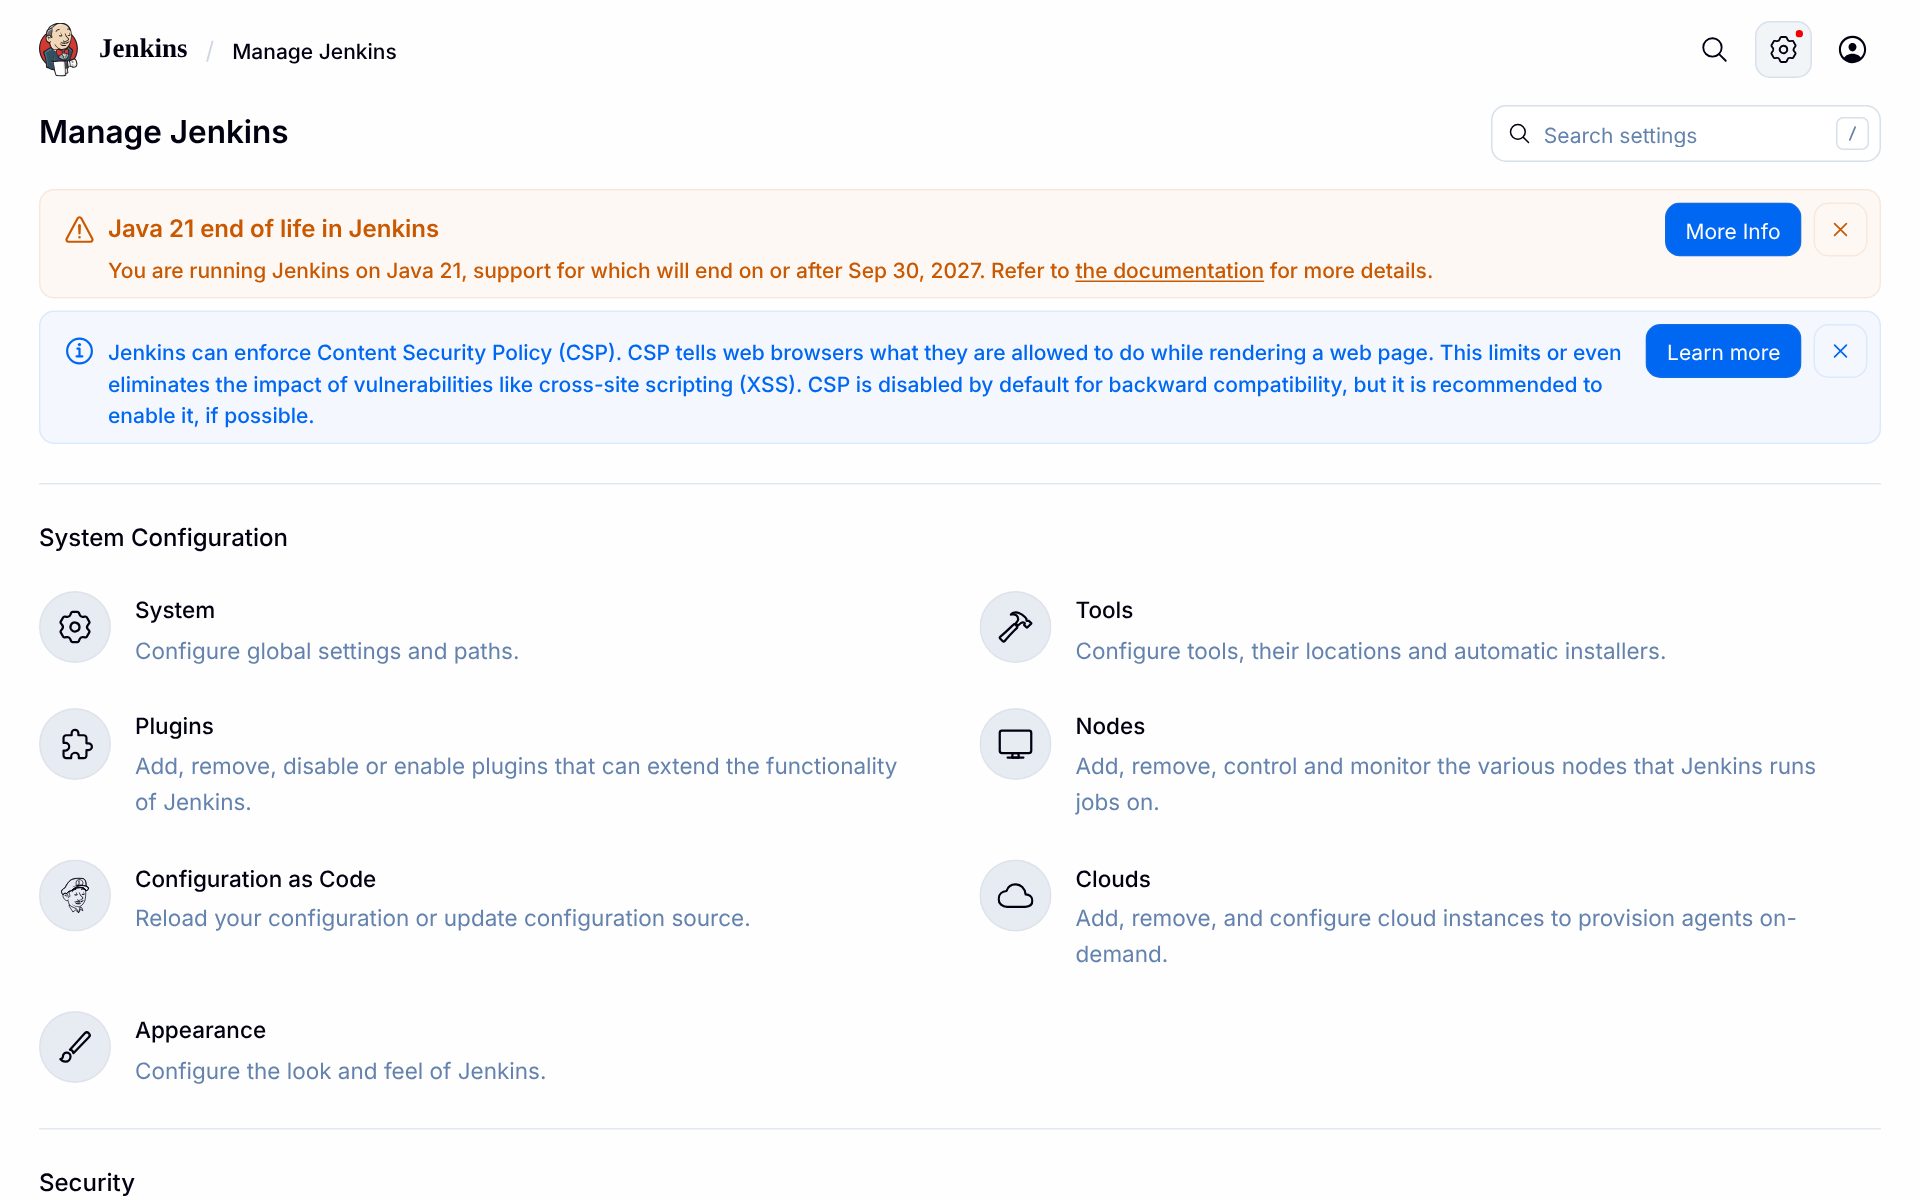 Jenkins / Manage Jenkins
Manage Jenkins
Search settings /
Java 21 end of life in Jenkins
More Info
You are running Jenkins on Java 21, support for which will end on or after Sep 30, 2027. Refer to the documentation for more details.
Jenkins can enforce Content Security Policy (CSP). CSP tells web browsers what they are allowed to do while rendering a web page. This limits or even
eliminates the impact of vulnerabilities like cross-site scripting (XSS). CSP is disabled by default for backward compatibility, but it is recommended to
enable it, if possible.
Learn more
System Configuration
System
Configure global settings and paths.
Tools
Configure tools, their locations and automatic installers.
Plugins
Add, remove, disable or enable plugins that can extend the functionality
of Jenkins.
Nodes
Add, remove, control and monitor the various nodes that Jenkins runs
jobs on.
Configuration as Code
Reload your configuration or update configuration source.
Clouds
Add, remove, and configure cloud instances to provision agents on-
demand.
Appearance
Configure the look and feel of Jenkins.
Security